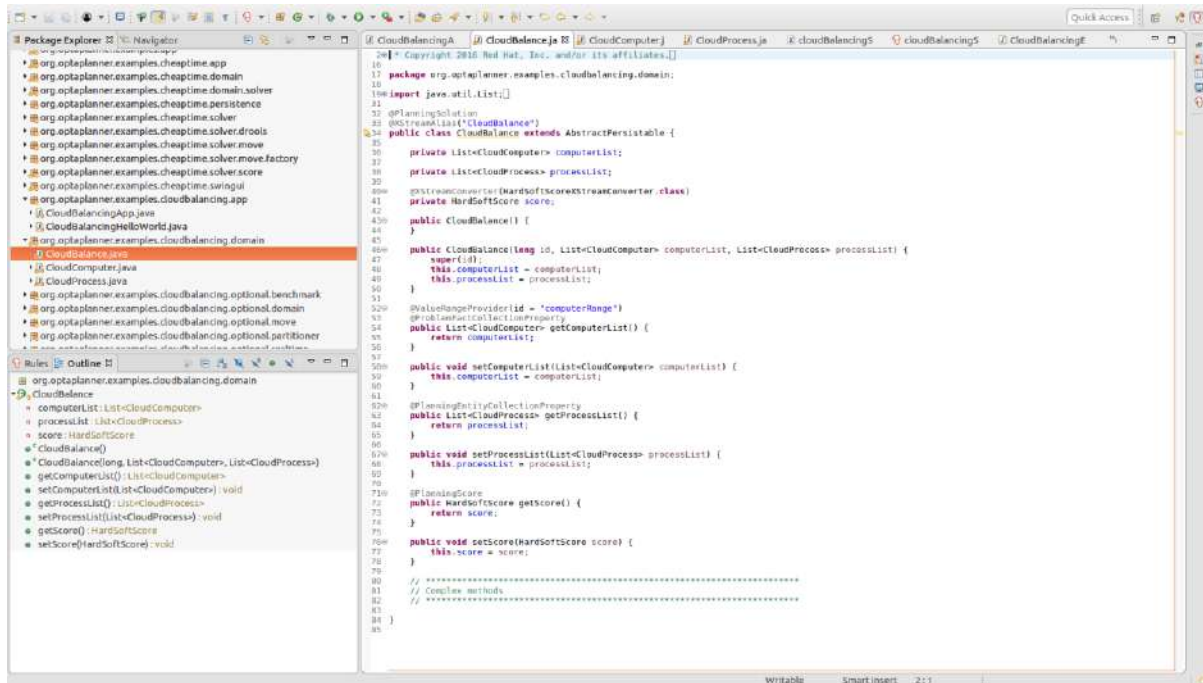 Quick Access
Package Explorer
Navigator
org.optaplanner.examples.cheaptime.app
org.optaplanner.examples.cheaptime.domain
org.optaplanner.examples.cheaptime.domain.solver
org.optaplanner.examples.cheaptime.persistence
org.optaplanner.examples.cheaptime.solver
org.optaplanner.examples.cheaptime.solver.drools
org.optaplanner.examples.cheaptime.solver.move
org.optaplanner.examples.cheaptime.solver.move.factory
org.optaplanner.examples.cheaptime.solver.score
org.optaplanner.examples.cheaptime.swingui
org.optaplanner.examples.cloudbalancing.app
CloudBalancingApp.java
CloudBalancingHelloWorld.java
org.optaplanner.examples.cloudbalancing.domain
CloudBalance.java
CloudComputer.java
CloudProcess.java
org.optaplanner.examples.cloudbalancing.optional.benchmark
org.optaplanner.examples.cloudbalancing.optional.domain
org.optaplanner.examples.cloudbalancing.optional.move
org.optaplanner.examples.cloudbalancing.optional.partitioner
Rules
Outline
org.optaplanner.examples.cloudbalancing.domain
CloudBalance
computerList : List<CloudComputer>
processList : List<CloudProcess>
score : HardSoftScore
CloudBalance()
CloudBalance(long, List<CloudComputer>, List<CloudProcess>)
getComputerList() : List<CloudComputer>
setComputerList(List<CloudComputer>) : void
getProcessList() : List<CloudProcess>
setProcessList(List<CloudProcess>) : void
getScore() : HardSoftScore
setScore(HardSoftScore) : void
CloudBalancingA
CloudBalance.ja
CloudComputer.j
CloudProcess.ja
cloudBalancingS
cloudBalancingS
CloudBalancingE
2 * Copyright 2016 Red Hat, Inc. and/or its affiliates.
16
17 package org.optaplanner.examples.cloudbalancing.domain;
18
19 import java.util.List;
31
32 @PlanningSolution
33 @XStreamAlias("CloudBalance")
34 public class CloudBalance extends AbstractPersistable {
35
36 private List<CloudComputer> computerList;
37
38 private List<CloudProcess> processList;
39
40 @XStreamConverter(HardSoftScoreXStreamConverter.class)
41 private HardSoftScore score;
42
43 public CloudBalance() {
44 }
45
46 public CloudBalance(long id, List<CloudComputer> computerList, List<CloudProcess> processList) {
47 super(id);
48 this.computerList = computerList;
49 this.processList = processList;
50 }
51
52 @ValueRangeProvider(id = "computerRange")
53 @ProblemFactCollectionProperty
54 public List<CloudComputer> getComputerList() {
55 return computerList;
56 }
57
58 public void setComputerList(List<CloudComputer> computerList) {
59 this.computerList = computerList;
60 }
61
62 @PlanningEntityCollectionProperty
63 public List<CloudProcess> getProcessList() {
64 return processList;
65 }
66
67 public void setProcessList(List<CloudProcess> processList) {
68 this.processList = processList;
69 }
70
71 @PlanningScore
72 public HardSoftScore getScore() {
73 return score;
74 }
75
76 public void setScore(HardSoftScore score) {
77 this.score = score;
78 }
79
80 // ************************************************************************
81 // Complex methods
82 // ************************************************************************
83
84 }
85
Writable
Smart Insert
2 : 1